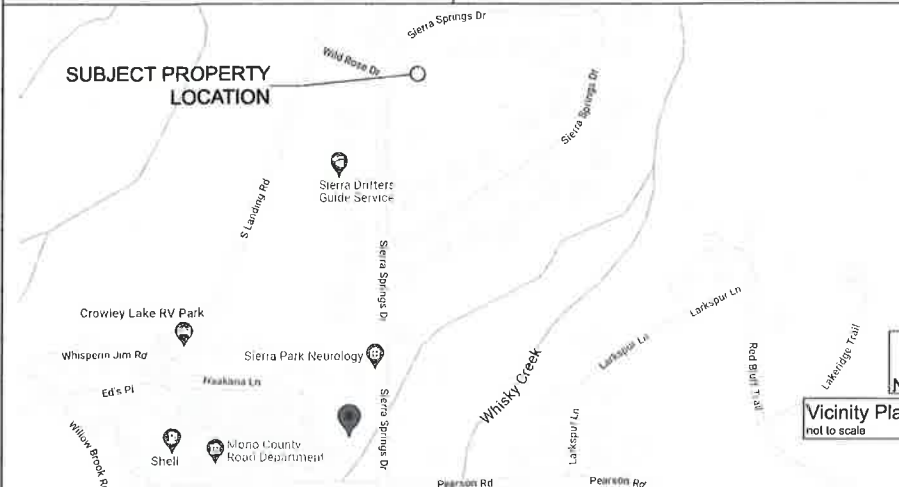 Sierra Springs Dr
Wild Rose Dr
SUBJECT PROPERTY
LOCATION
Sierra Springs Dr
Sierra Drifters
Guide Service
S Landing Rd
Sierra Springs Dr
Crowley Lake RV Park
Whisperin Jim Rd
Sierra Park Neurology
Ed's Pl
Larkspur Ln
Larkspur Ln
Red Bluff Trail
Lakeridge Trail
N
Whisky Creek
Sierra Springs Dr
Vicinity Pla
not to scale
Willow Brook R
Shell
Mono County
Road Department
Larkspur Ln
Pearson Rd
Pearson Rd